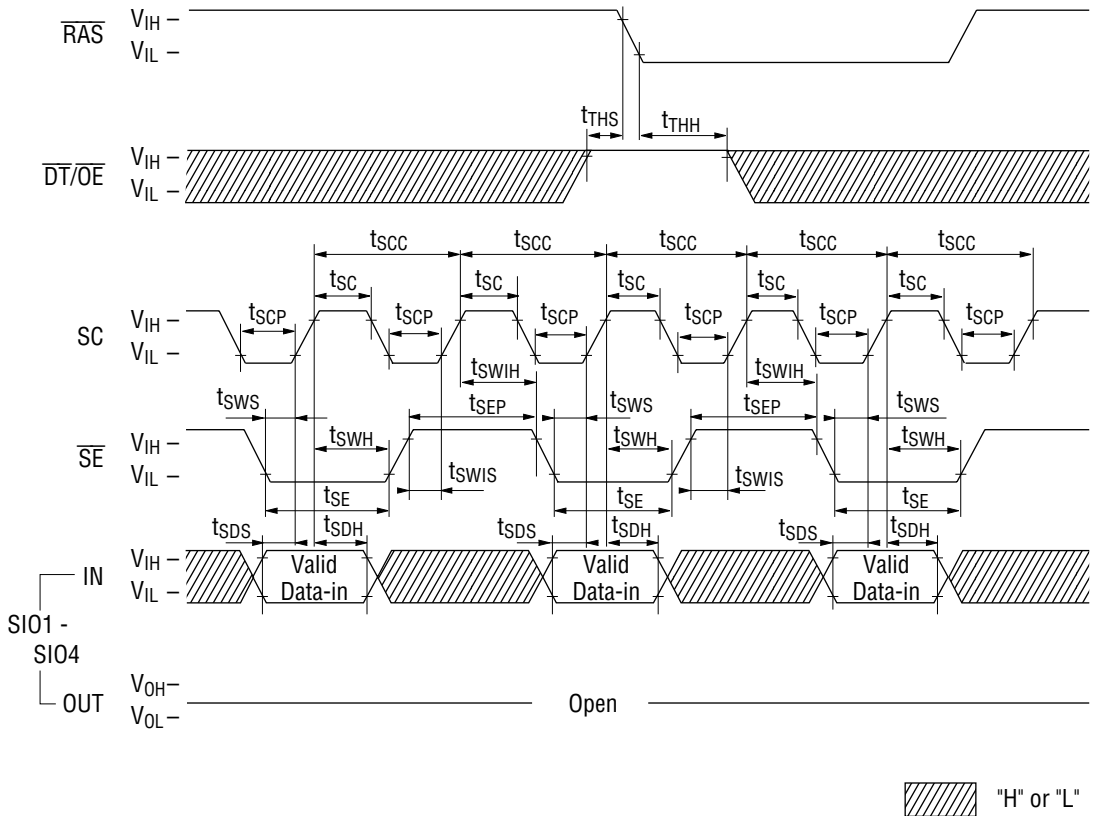 RAS
VIH –
VIL –
tTHS
tTHH
DT/OE
VIH –
VIL –
tSCC tSCC tSCC tSCC tSCC
tSC tSC tSC tSC tSC
tSCP tSCP tSCP tSCP tSCP tSCP
SC
VIH –
VIL –
tSWIH tSWIH
tSWS tSEP tSWS tSEP tSWS
SE
VIH –
VIL –
tSWH tSWH tSWH
tSWIS tSWIS
tSE tSE tSE
tSDS tSDH tSDS tSDH tSDS tSDH
IN
VIH –
VIL –
Valid Valid Valid
Data-in Data-in Data-in
SIO1 -
SIO4
OUT
VOH –
VOL –
Open
"H" or "L"